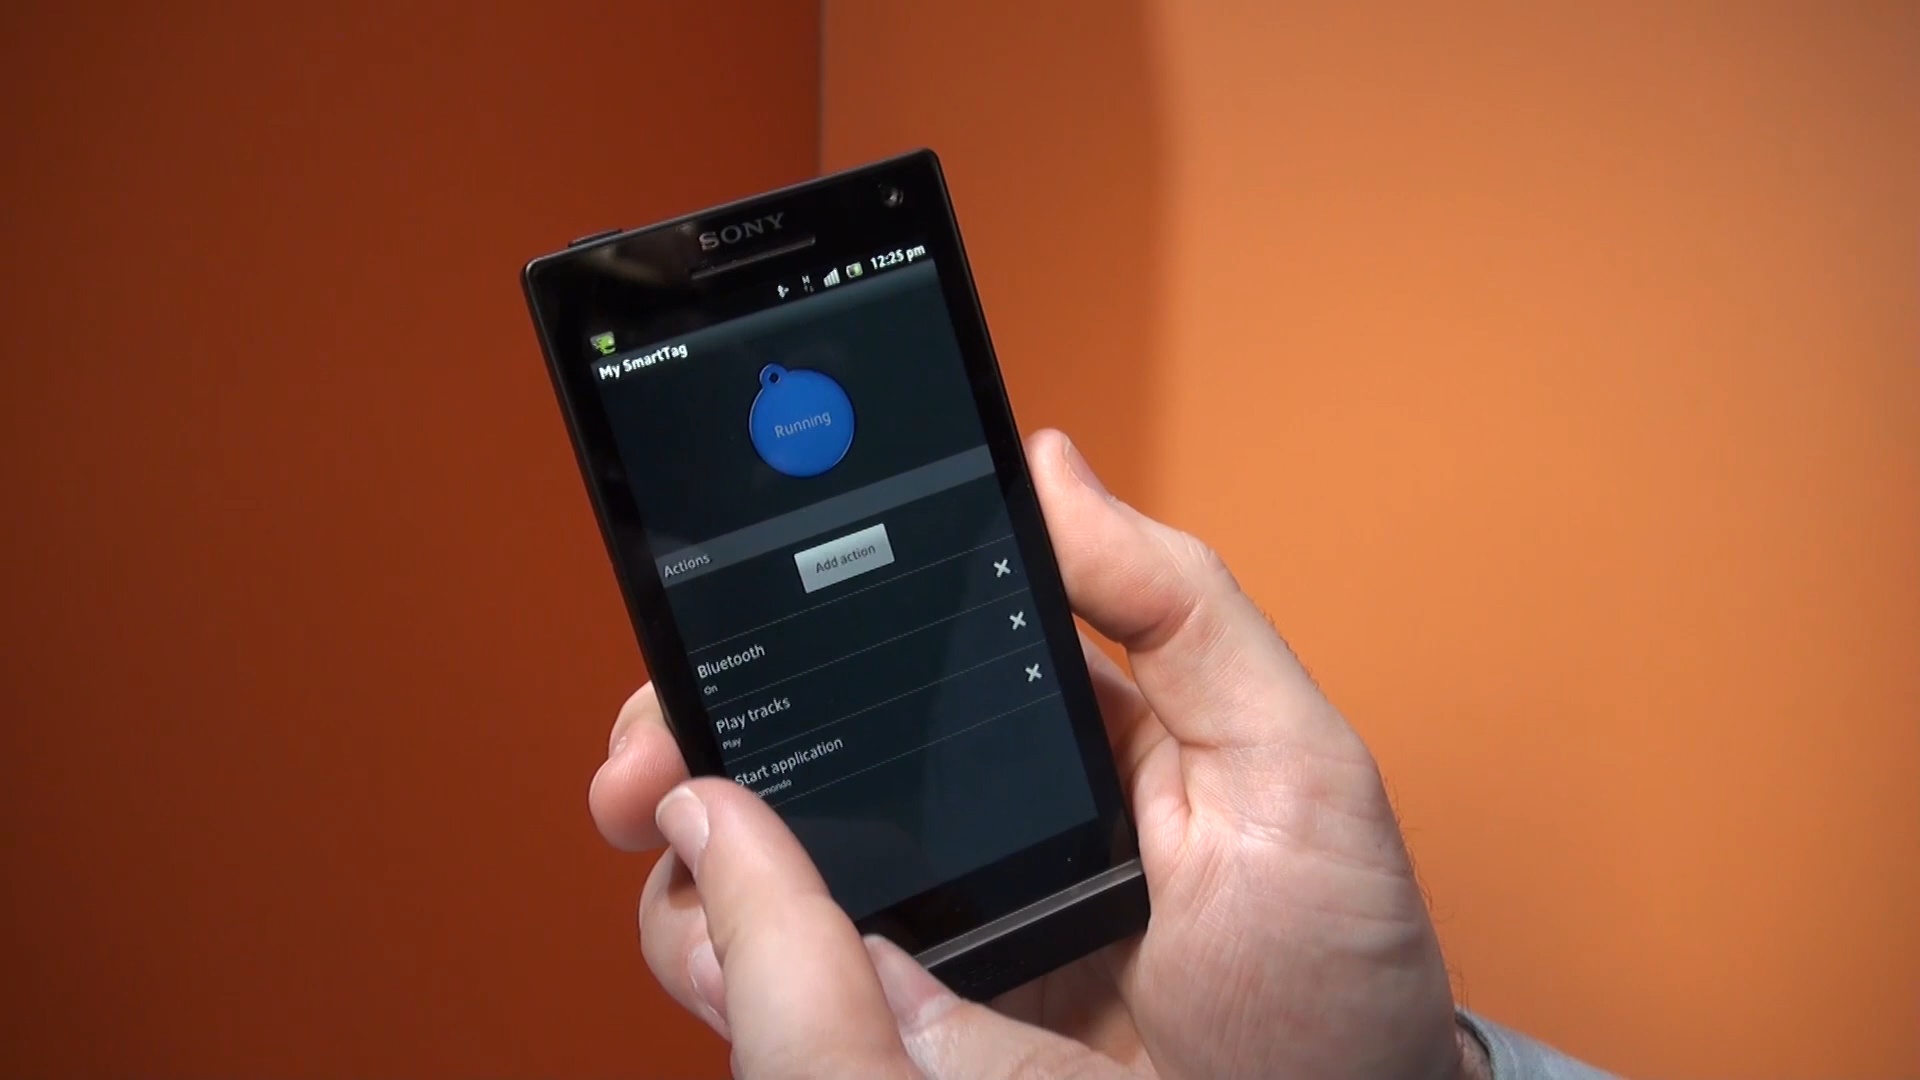 SONY
12:25 pm
My SmartTag
Running
Actions
Add action
Bluetooth
On
Play tracks
Play
Start application